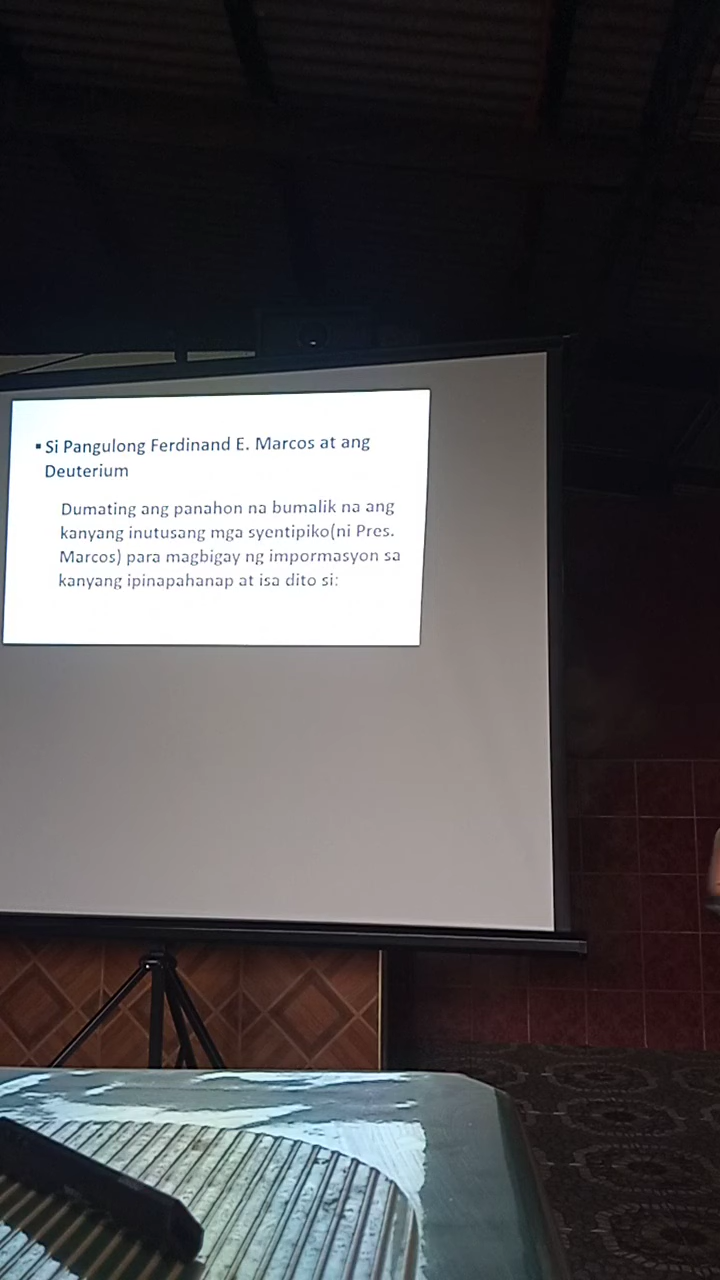 ▪ Si Pangulong Ferdinand E. Marcos at ang
Deuterium
Dumating ang panahon na bumalik na ang
kanyang inutusang mga syentipiko(ni Pres.
Marcos) para magbigay ng impormasyon sa
kanyang ipinapahanap at isa dito si: